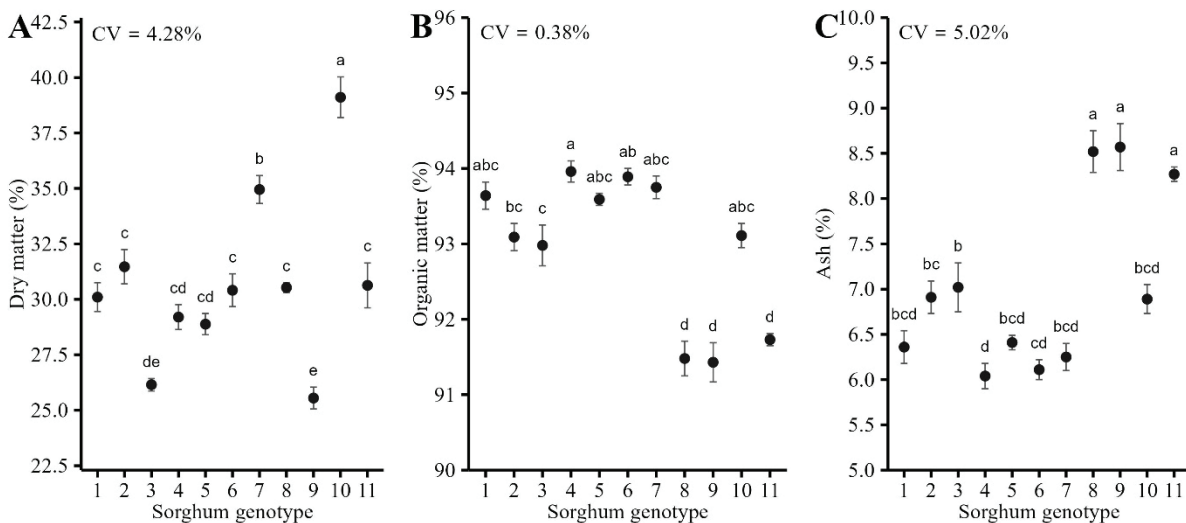 A
CV = 4.28%
Dry matter (%)
42.5
40.0
37.5
35.0
32.5
30.0
27.5
25.0
22.5
c
c
de
cd
cd
c
b
c
e
a
c
1 2 3 4 5 6 7 8 9 10 11
Sorghum genotype
B
CV = 0.38%
Organic matter (%)
96
95
94
93
92
91
90
abc
bc
c
a
abc
ab
abc
d
d
abc
d
1 2 3 4 5 6 7 8 9 10 11
Sorghum genotype
C
CV = 5.02%
Ash (%)
10.0
9.0
8.5
8.0
7.5
7.0
6.5
6.0
5.0
bcd
bc
b
d
bcd
cd
bcd
a
a
bcd
a
1 2 3 4 5 6 7 8 9 10 11
Sorghum genotype